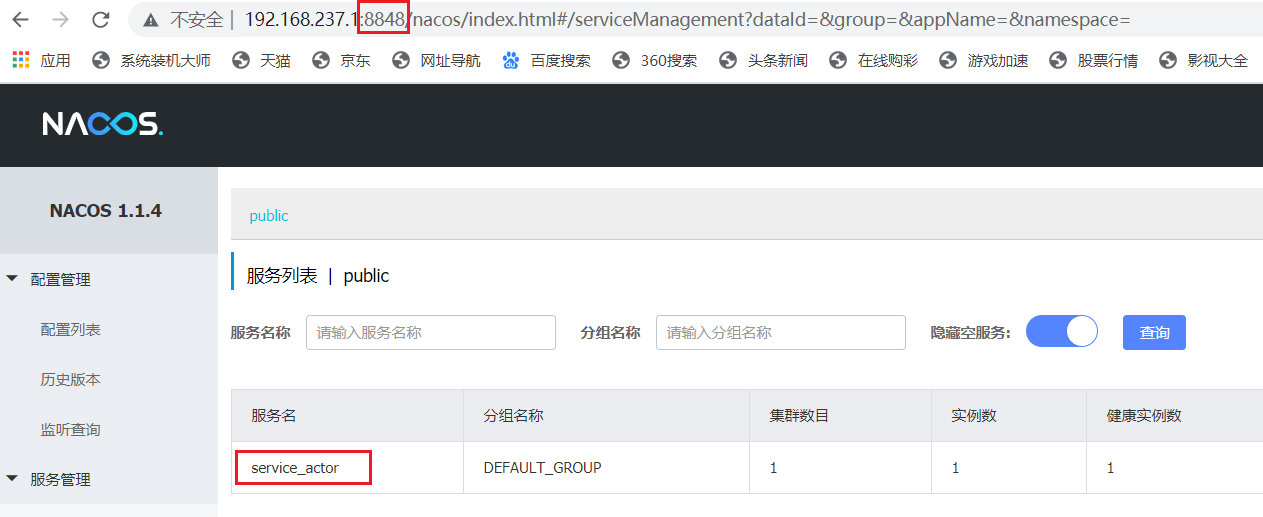 不安全 | 192.168.237.1:8848/nacos/index.html#/serviceManagement?dataId=&group=&appName=&namespace=
应用 系统装机大师 天猫 京东 网址导航 du 百度搜索 360搜索 头条新闻 在线购彩 游戏加速 股票行情 影视大全
NACOS.
NACOS 1.1.4
public
配置管理
配置列表
历史版本
监听查询
服务管理
服务列表 | public
服务名称 请输入服务名称 分组名称 请输入分组名称 隐藏空服务: 查询
服务名 分组名称 集群数目 实例数 健康实例数
service_actor DEFAULT_GROUP 1 1 1